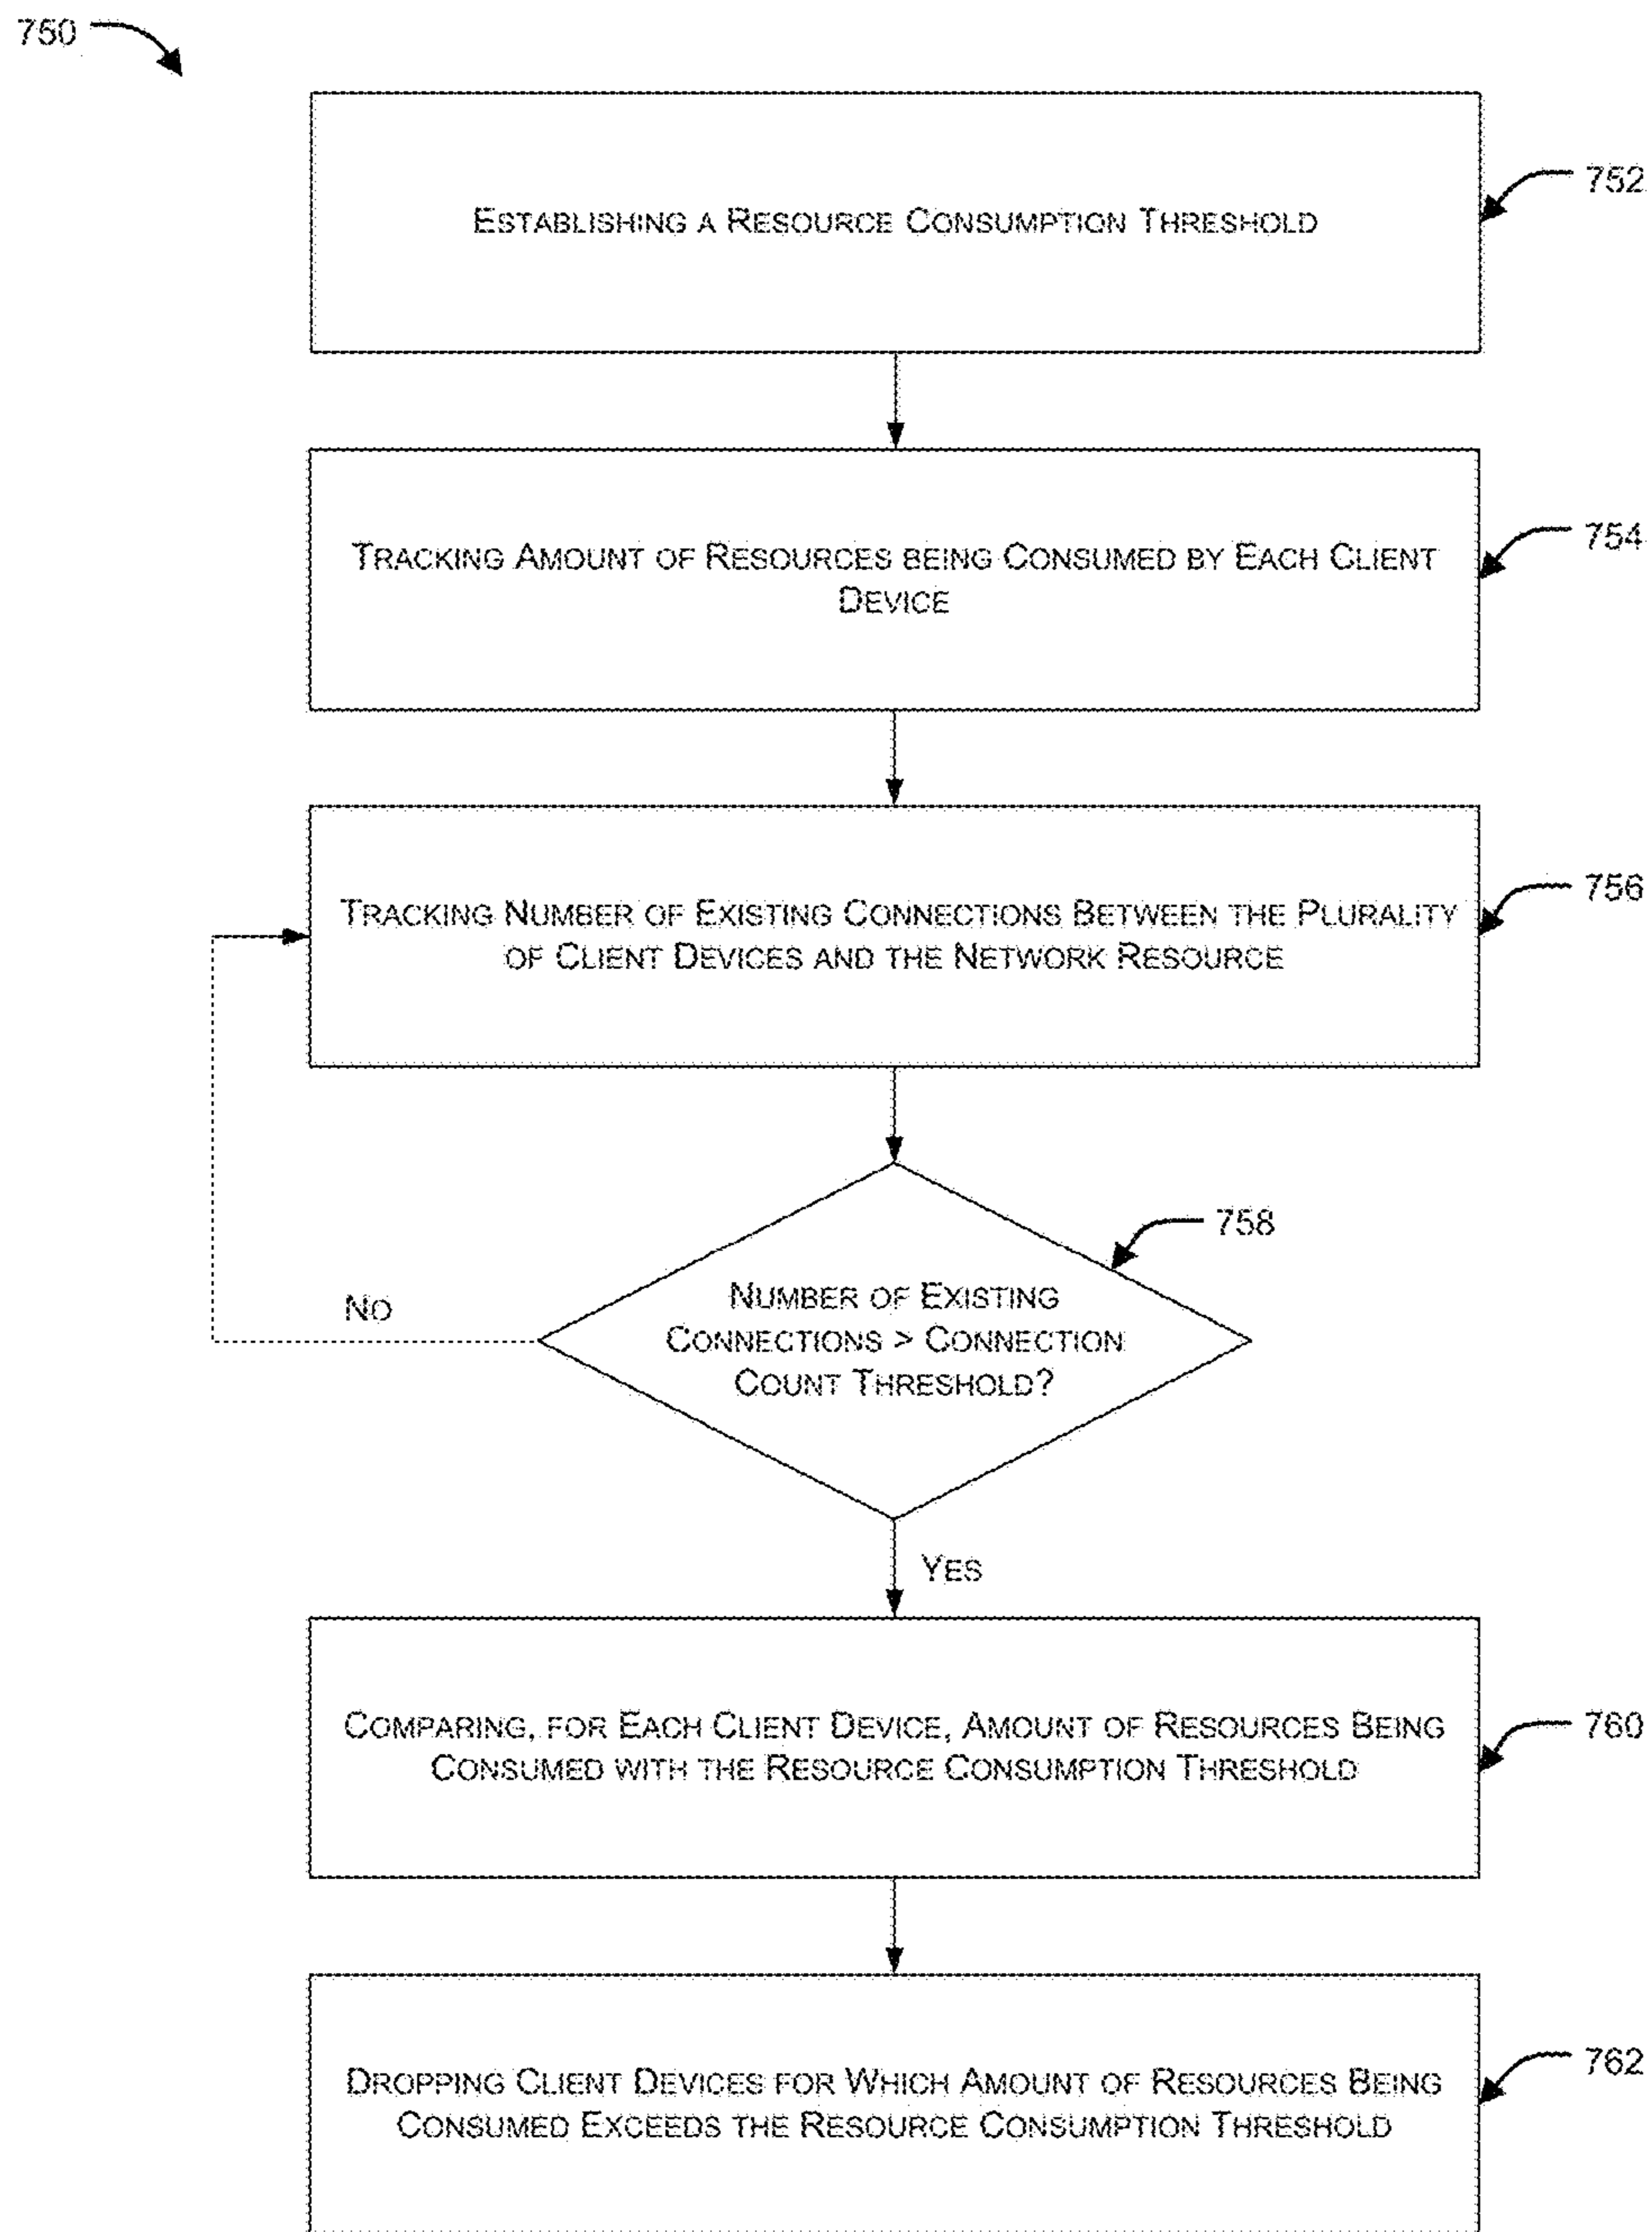 750
ESTABLISHING A RESOURCE CONSUMPTION THRESHOLD
752
TRACKING AMOUNT OF RESOURCES BEING CONSUMED BY EACH CLIENT
DEVICE
754
TRACKING NUMBER OF EXISTING CONNECTIONS BETWEEN THE PLURALITY
OF CLIENT DEVICES AND THE NETWORK RESOURCE
756
758
NUMBER OF EXISTING
CONNECTIONS > CONNECTION
COUNT THRESHOLD?
NO
YES
COMPARING, FOR EACH CLIENT DEVICE, AMOUNT OF RESOURCES BEING
CONSUMED WITH THE RESOURCE CONSUMPTION THRESHOLD
760
DROPPING CLIENT DEVICES FOR WHICH AMOUNT OF RESOURCES BEING
CONSUMED EXCEEDS THE RESOURCE CONSUMPTION THRESHOLD
762